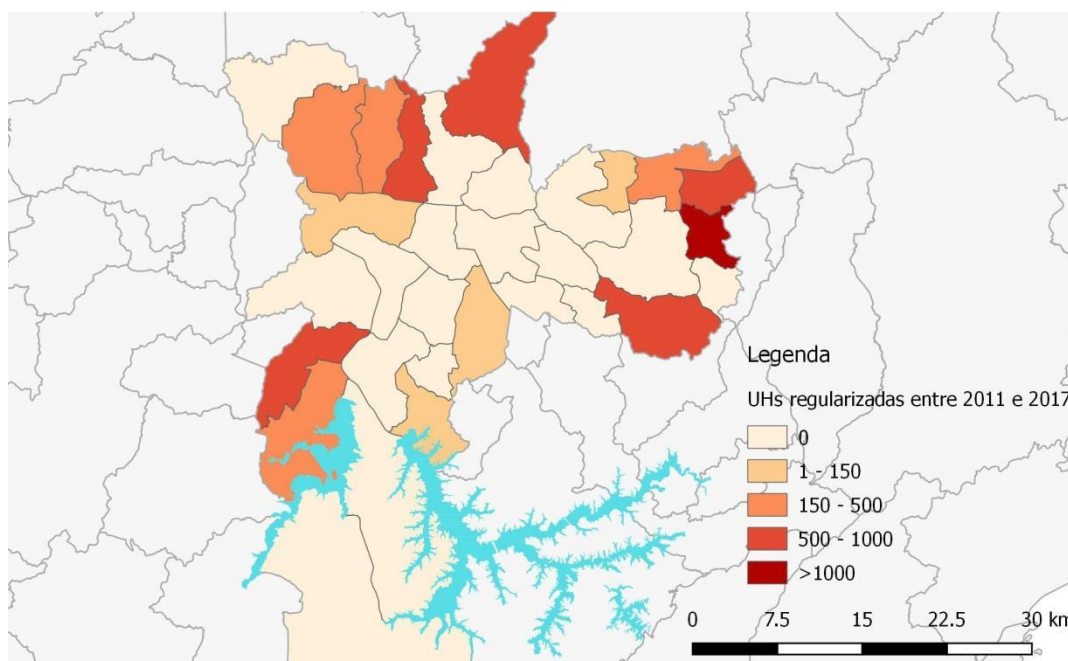 Legenda
UHs regularizadas entre 2011 e 2017
0
1 - 150
150 - 500
500 - 1000
>1000
0 7.5 15 22.5 30 km